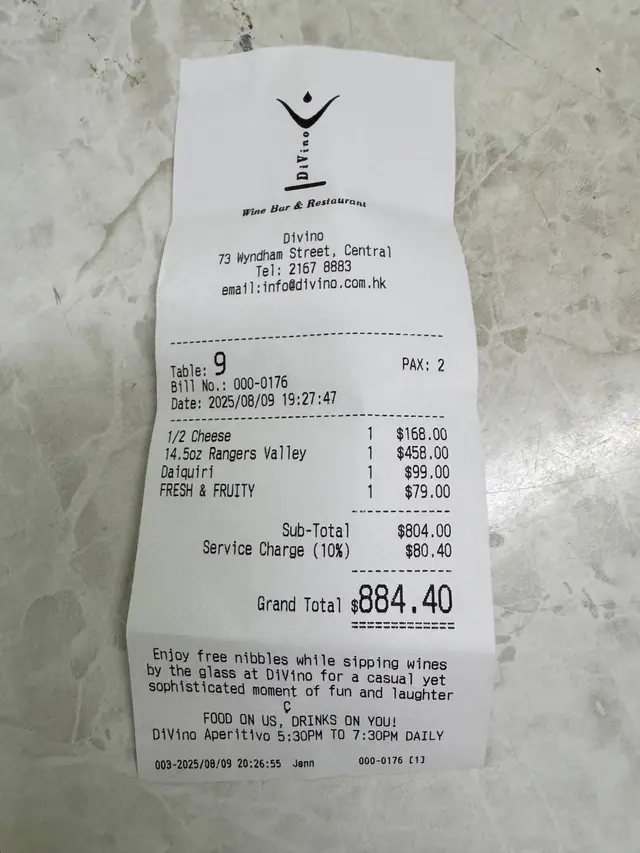 DiVino
Wine Bar & Restaurant
Divino
73 Wyndham Street, Central
Tel: 2167 8883
email:info@divino.com.hk
Table: 9 PAX: 2
Bill No.: 000-0176
Date: 2025/08/09 19:27:47
1/2 Cheese 1 $168.00
14.5oz Rangers Valley 1 $458.00
Daiquiri 1 $99.00
FRESH & FRUITY 1 $79.00
Sub-Total $804.00
Service Charge (10%) $80.40
Grand Total $884.40
Enjoy free nibbles while sipping wines
by the glass at DiVino for a casual yet
sophisticated moment of fun and laughter
Ç
FOOD ON US, DRINKS ON YOU!
DiVino Aperitivo 5:30PM TO 7:30PM DAILY
003-2025/08/09 20:26:55 Jann 000-0176 [1]